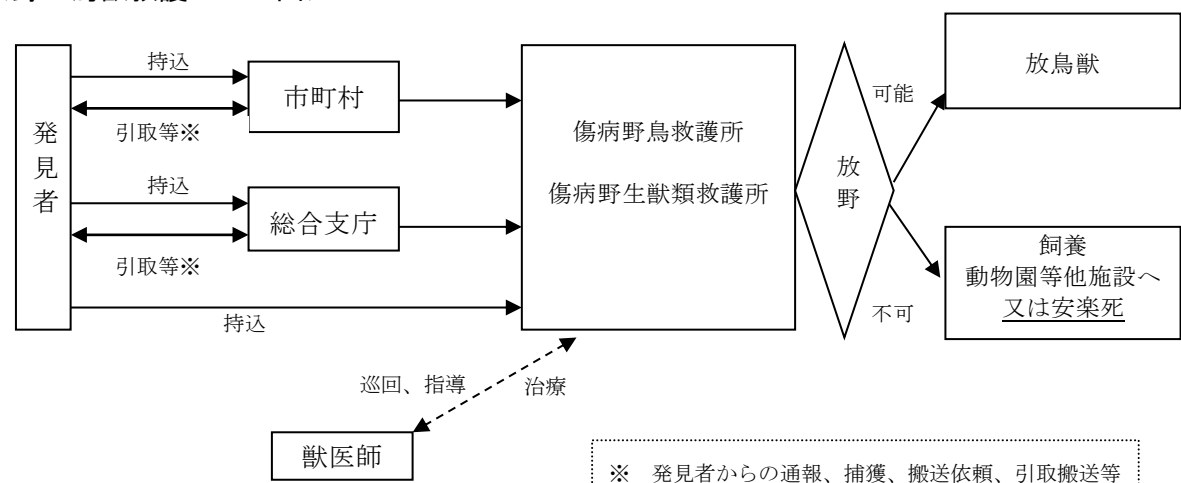 持込
引取等※
市町村
発見者
持込
引取等※
総合支庁
持込
傷病野鳥救護所
傷病野生獣類救護所
放野
可能
不可
放鳥獣
飼養
動物園等他施設へ
又は安楽死
巡回、指導
治療
獣医師
※ 発見者からの通報、捕獲、搬送依頼、引取搬送等